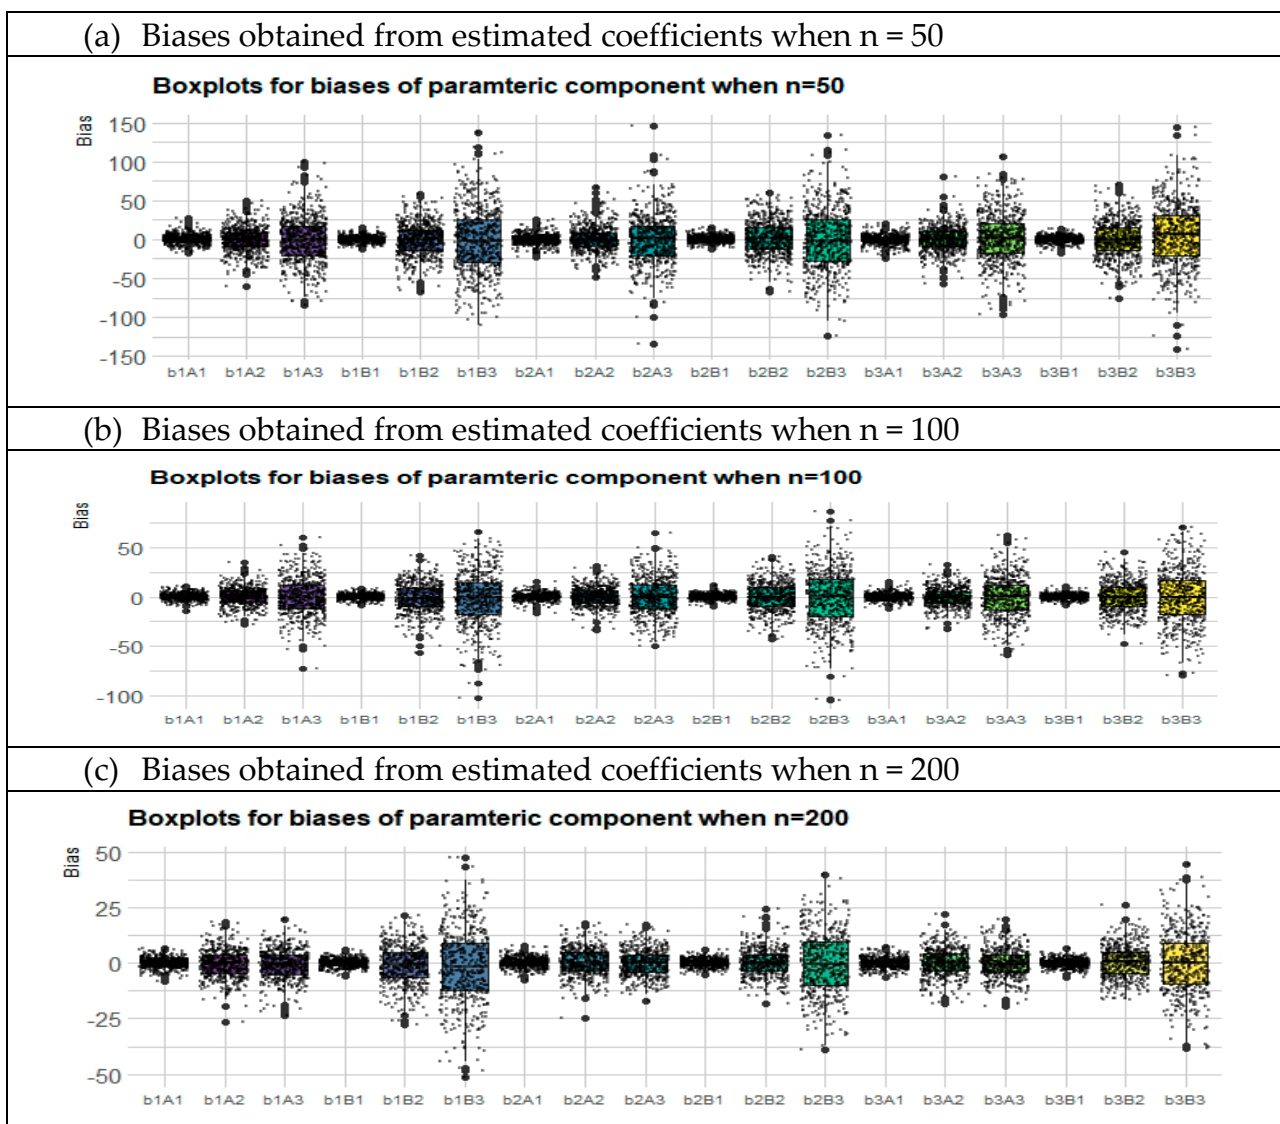 (a) Biases obtained from estimated coefficients when n = 50
Boxplots for biases of paramteric component when n=50
Bias
150
100
50
0
-50
-100
-150
b1A1 b1A2 b1A3 b1B1 b1B2 b1B3 b2A1 b2A2 b2A3 b2B1 b2B2 b2B3 b3A1 b3A2 b3A3 b3B1 b3B2 b3B3
(b) Biases obtained from estimated coefficients when n = 100
Boxplots for biases of paramteric component when n=100
Bias
50
0
-50
-100
b1A1 b1A2 b1A3 b1B1 b1B2 b1B3 b2A1 b2A2 b2A3 b2B1 b2B2 b2B3 b3A1 b3A2 b3A3 b3B1 b3B2 b3B3
(c) Biases obtained from estimated coefficients when n = 200
Boxplots for biases of paramteric component when n=200
Bias
50
25
0
-25
-50
b1A1 b1A2 b1A3 b1B1 b1B2 b1B3 b2A1 b2A2 b2A3 b2B1 b2B2 b2B3 b3A1 b3A2 b3A3 b3B1 b3B2 b3B3